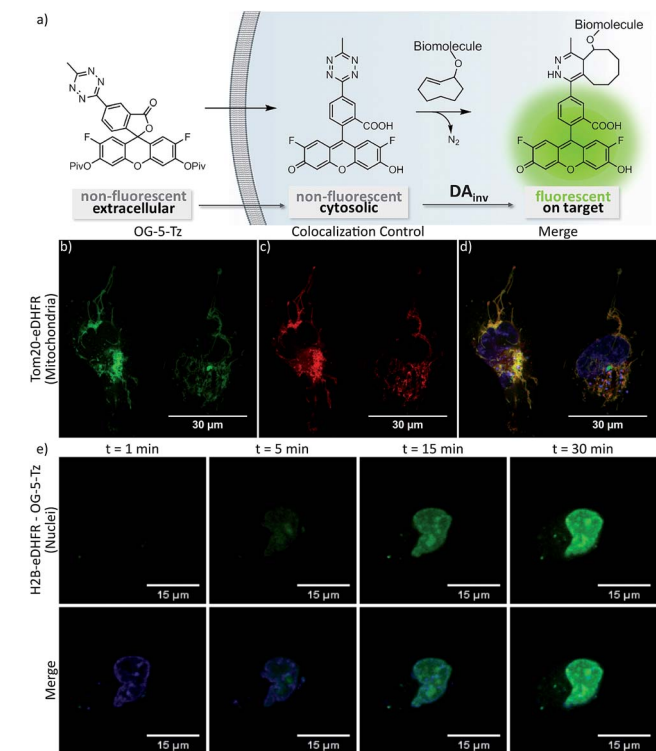 a)
Biomolecule
O
Biomolecule
O
N
N
N
N
O
O
F
F
PivO
O
OPiv
N
N
N
N
COOH
F
F
O
O
OH
N2
N
HN
COOH
F
F
O
O
OH
non-fluorescent
extracellular
non-fluorescent
cytosolic
DAinv
fluorescent
on target
OG-5-Tz
Colocalization Control
Merge
b)
c)
d)
Tom20-eDHFR
(Mitochondria)
30 µm
30 µm
30 µm
e)
t = 1 min
t = 5 min
t = 15 min
t = 30 min
H2B-eDHFR - OG-5-Tz
(Nuclei)
15 µm
15 µm
15 µm
15 µm
Merge
15 µm
15 µm
15 µm
15 µm